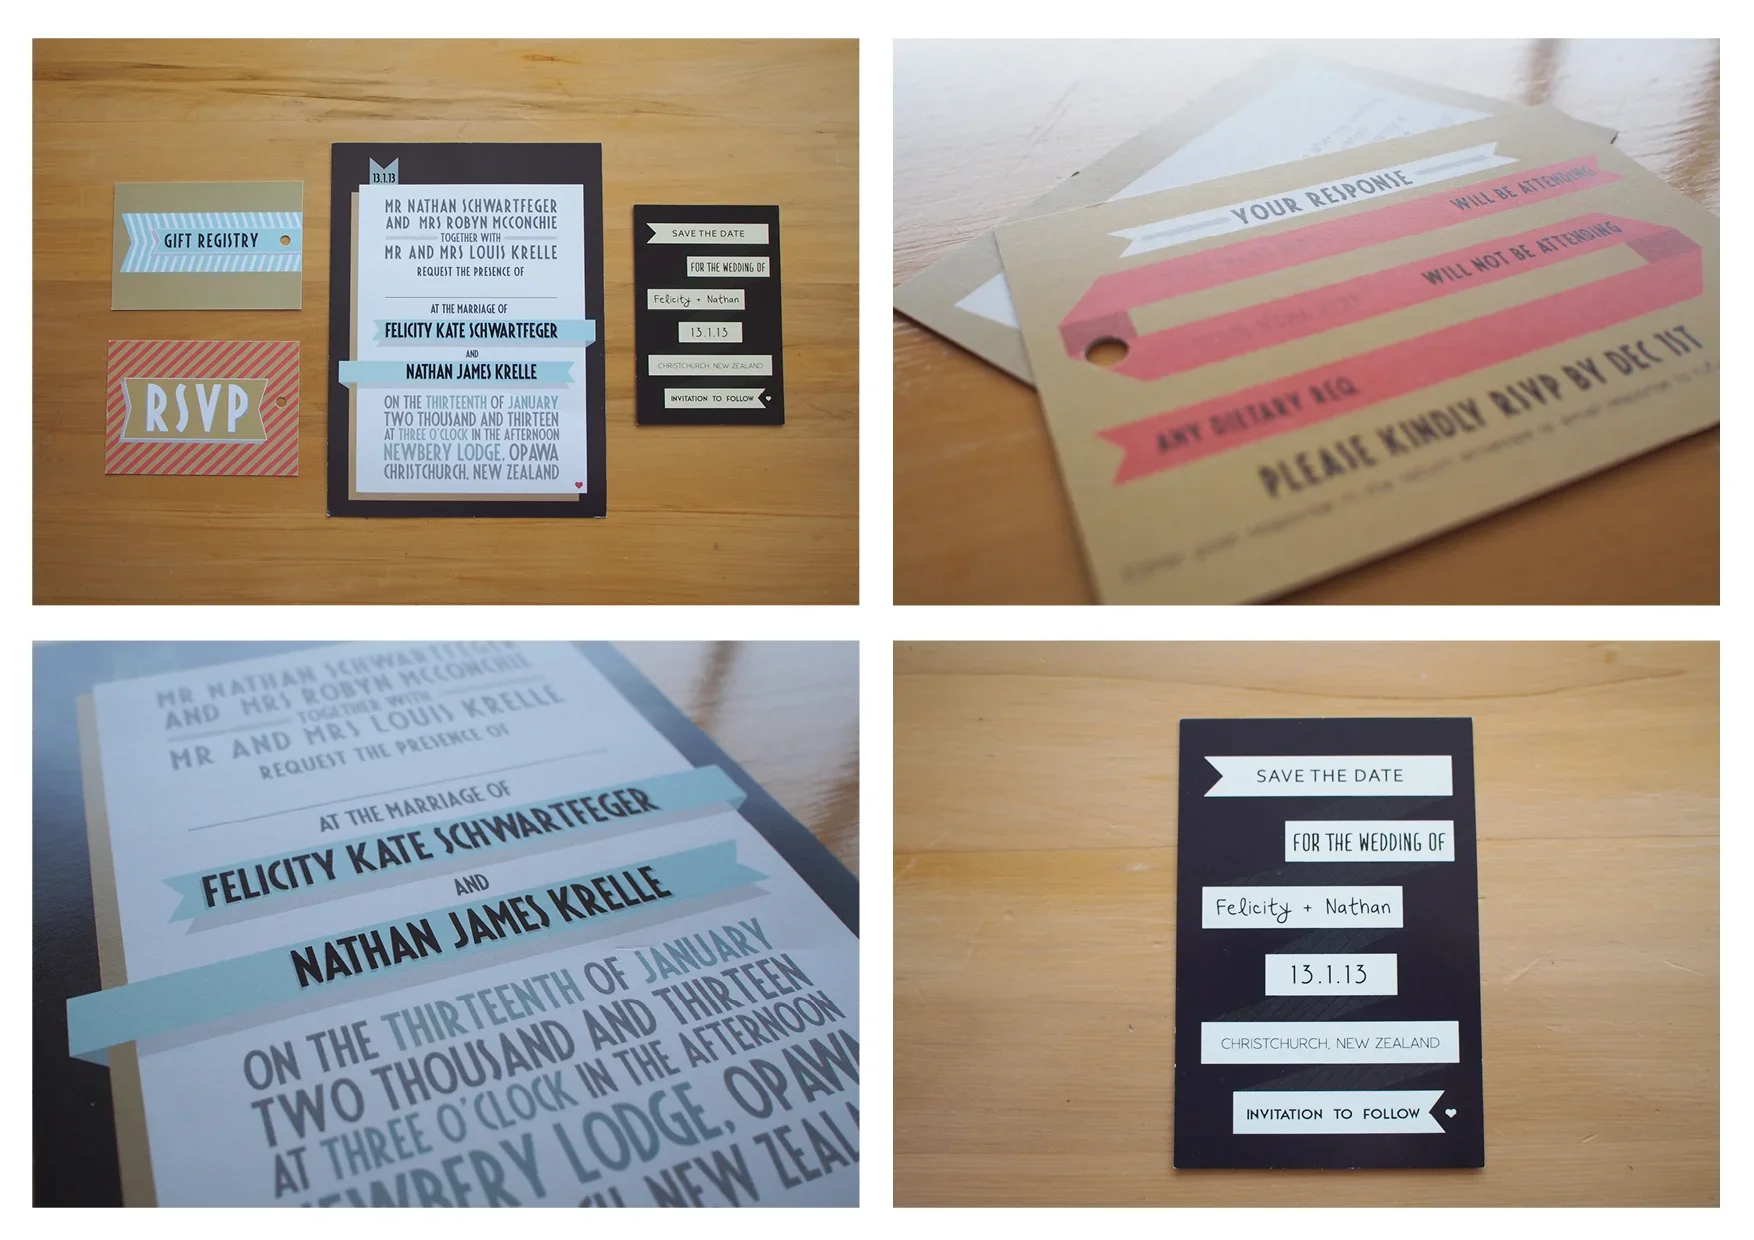 GIFT REGISTRY
RSVP
13.1.13
MR NATHAN SCHWARTFEGER
AND MRS ROBYN MCCONCHIE
TOGETHER WITH
MR AND MRS LOUIS KRELLE
REQUEST THE PRESENCE OF
AT THE MARRIAGE OF
FELICITY KATE SCHWARTFEGER
AND
NATHAN JAMES KRELLE
ON THE THIRTEENTH OF JANUARY
TWO THOUSAND AND THIRTEEN
AT THREE O'CLOCK IN THE AFTERNOON
NEWBERY LODGE, OPAWA
CHRISTCHURCH, NEW ZEALAND
SAVE THE DATE
FOR THE WEDDING OF
Felicity + Nathan
13.1.13
CHRISTCHURCH, NEW ZEALAND
INVITATION TO FOLLOW
YOUR RESPONSE
WILL BE ATTENDING
WILL NOT BE ATTENDING
ANY DIETARY REQ
PLEASE KINDLY RSVP BY DEC 1ST
MR NATHAN SCHWARTFEGER
AND MRS ROBYN MCCONCHIE
TOGETHER WITH
MR AND MRS LOUIS KRELLE
REQUEST THE PRESENCE OF
AT THE MARRIAGE OF
FELICITY KATE SCHWARTFEGER
AND
NATHAN JAMES KRELLE
ON THE THIRTEENTH OF JANUARY
TWO THOUSAND AND THIRTEEN
AT THREE O'CLOCK IN THE AFTERNOON
NEWBERY LODGE, OPAWA
CH, NEW ZEAL
SAVE THE DATE
FOR THE WEDDING OF
Felicity + Nathan
13.1.13
CHRISTCHURCH, NEW ZEALAND
INVITATION TO FOLLOW